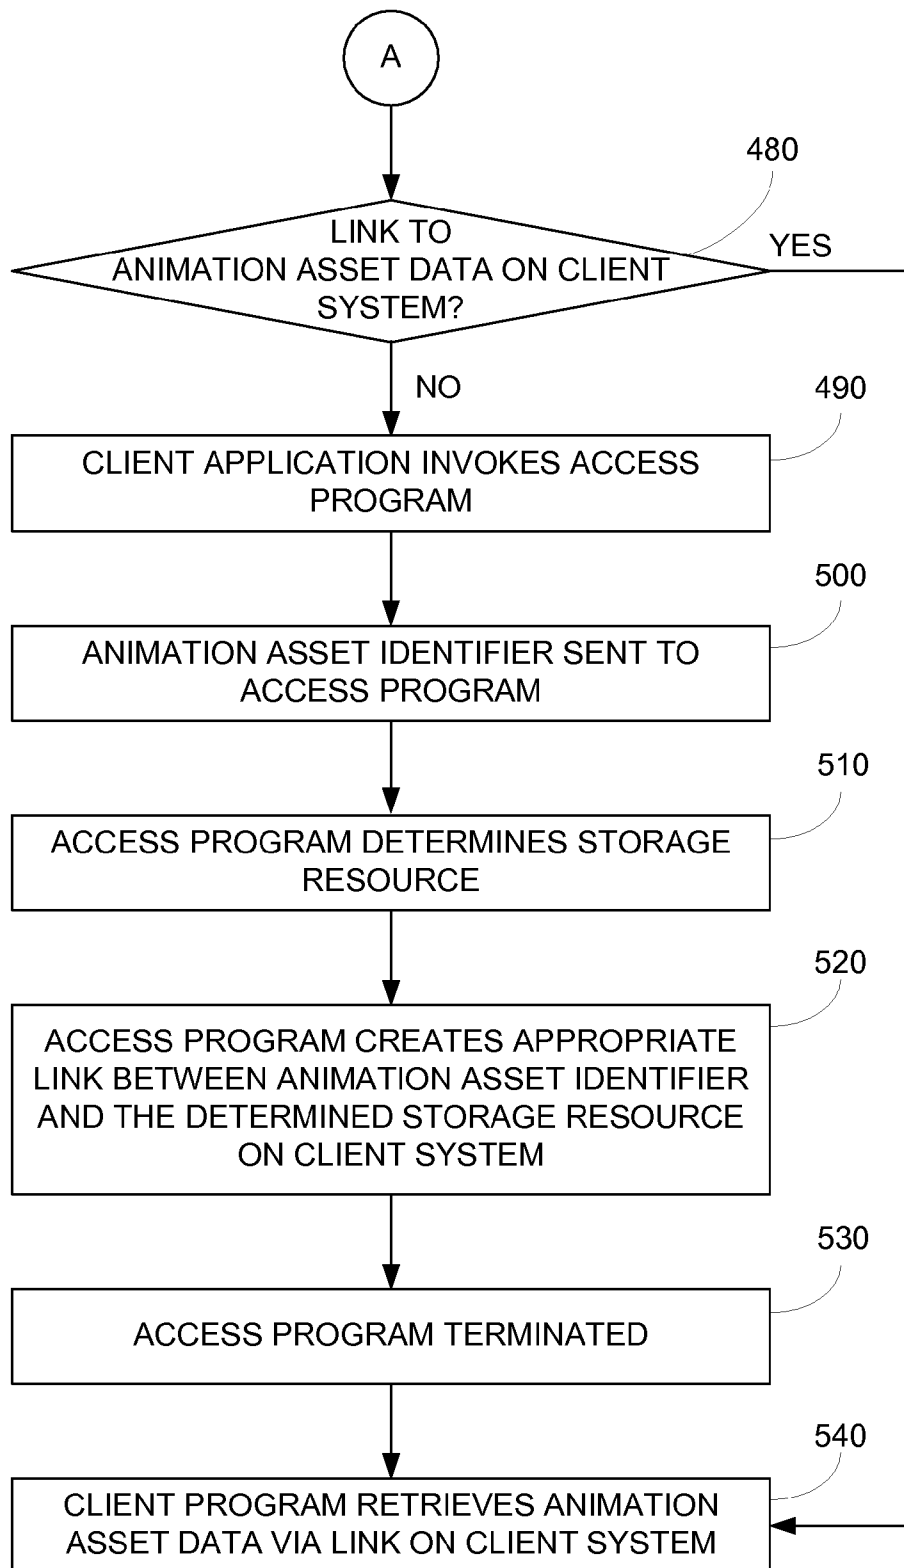 A
480
LINK TO
ANIMATION ASSET DATA ON CLIENT
SYSTEM?
YES
NO
490
CLIENT APPLICATION INVOKES ACCESS
PROGRAM
500
ANIMATION ASSET IDENTIFIER SENT TO
ACCESS PROGRAM
510
ACCESS PROGRAM DETERMINES STORAGE
RESOURCE
520
ACCESS PROGRAM CREATES APPROPRIATE
LINK BETWEEN ANIMATION ASSET IDENTIFIER
AND THE DETERMINED STORAGE RESOURCE
ON CLIENT SYSTEM
530
ACCESS PROGRAM TERMINATED
540
CLIENT PROGRAM RETRIEVES ANIMATION
ASSET DATA VIA LINK ON CLIENT SYSTEM